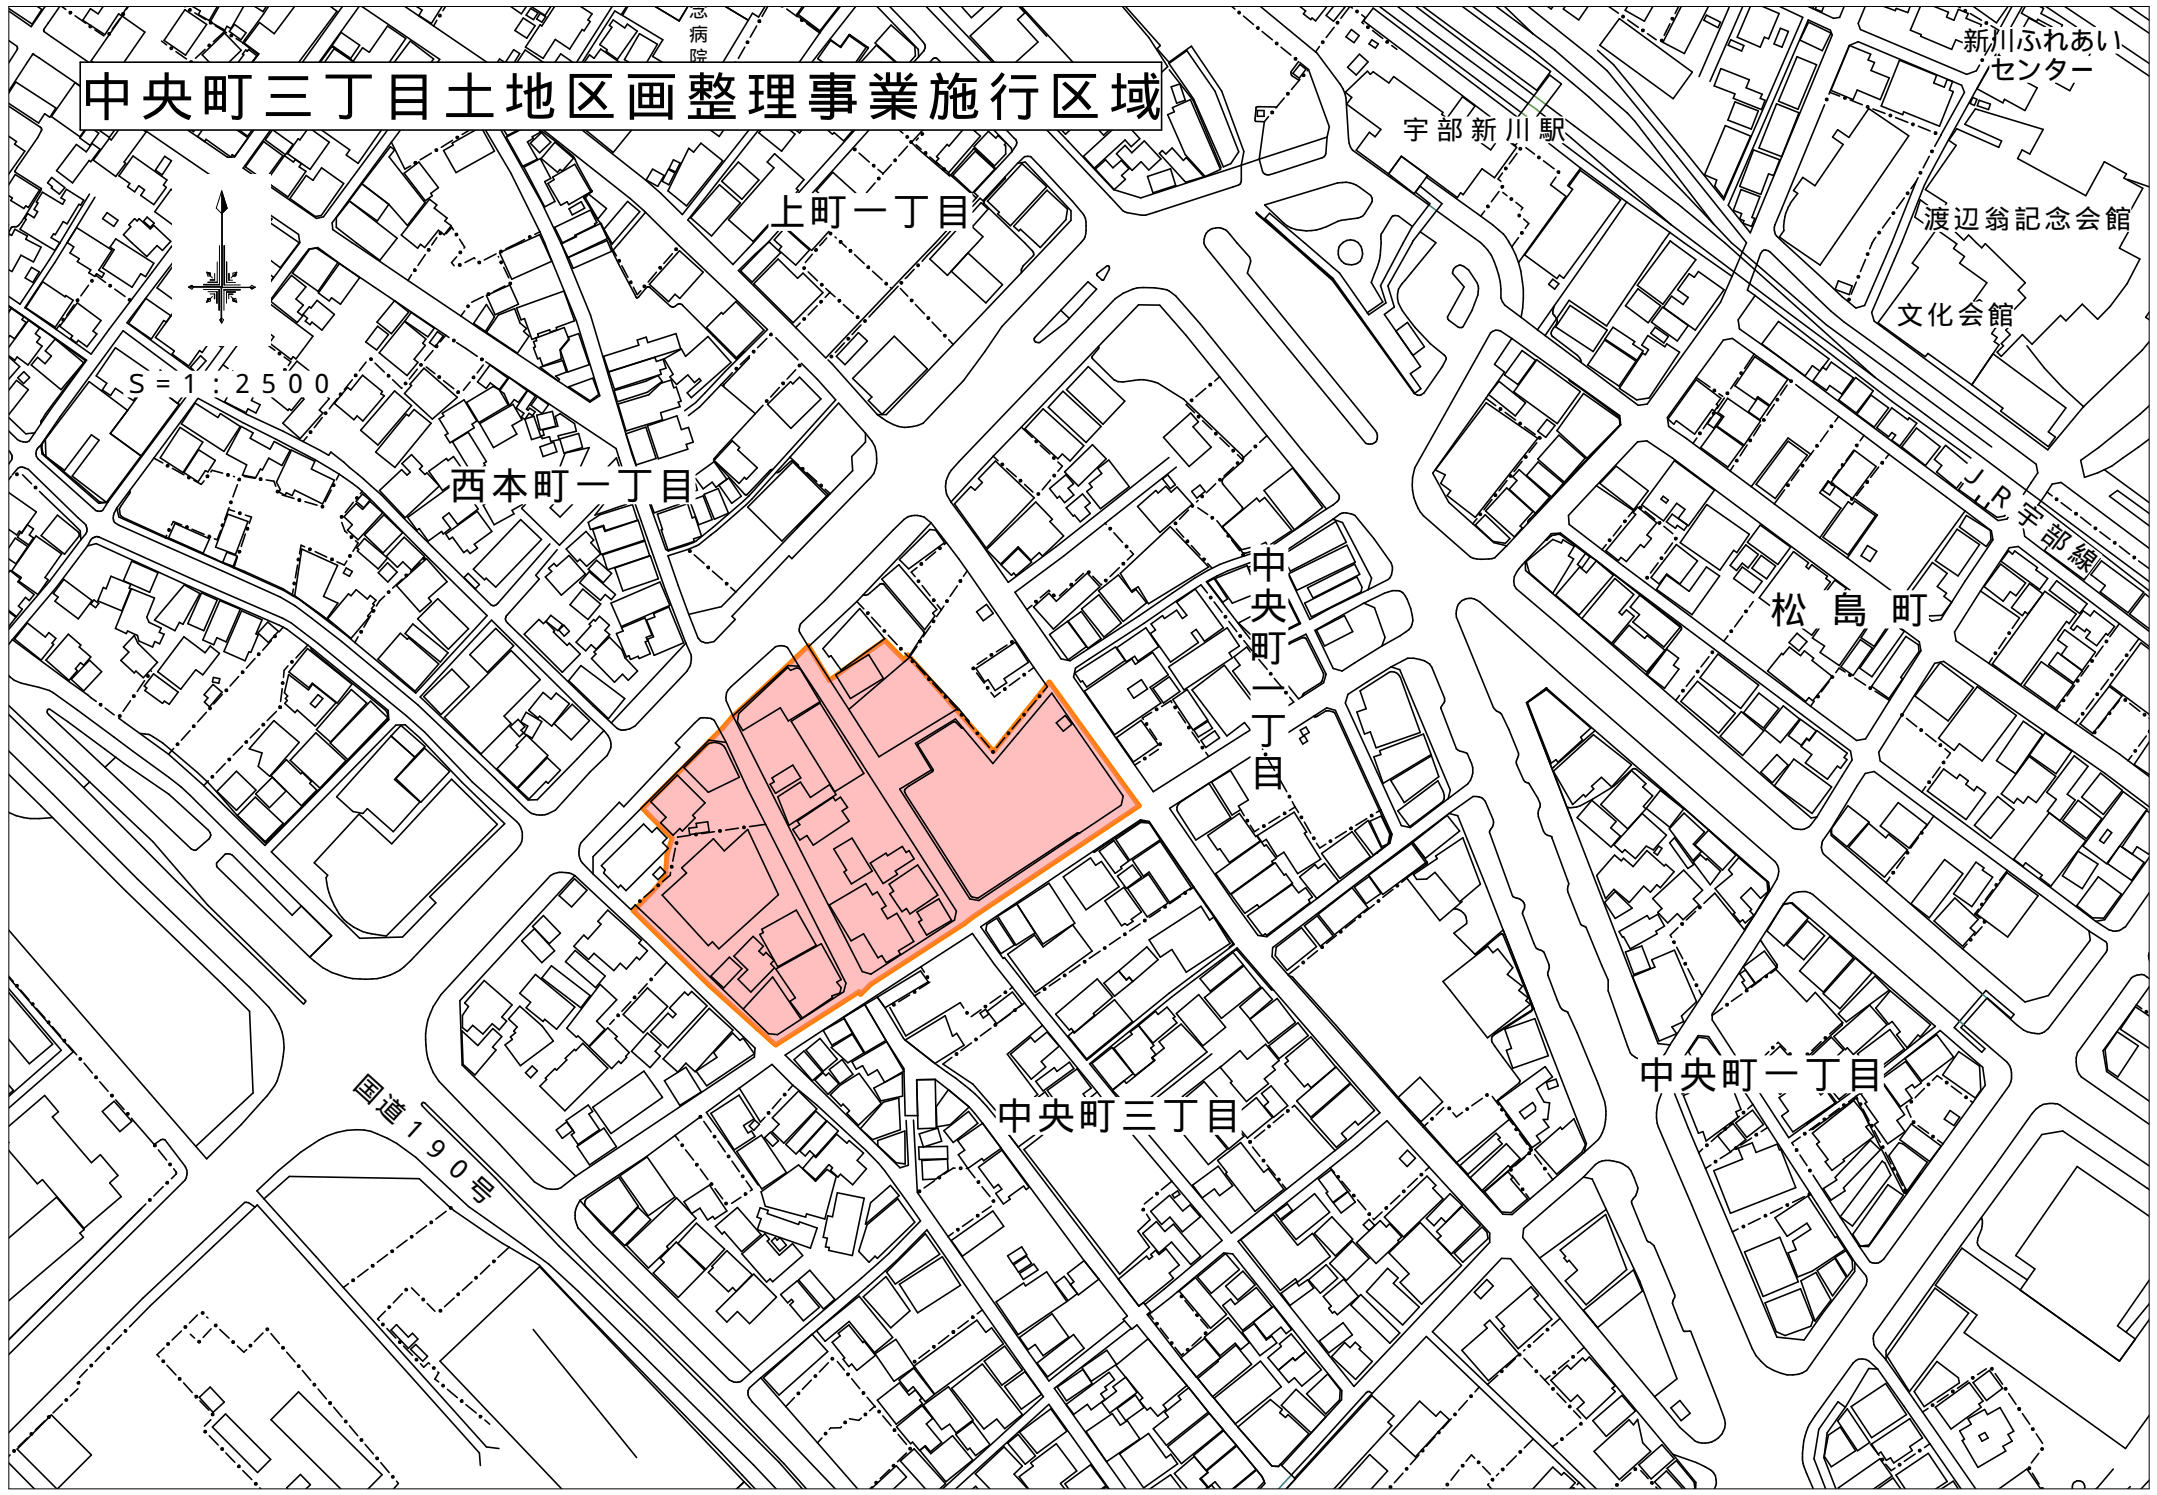 念病院
新川ふれあい
センター
中央町三丁目土地区画整理事業施行区域
宇部新川駅
上町一丁目
渡辺翁記念会館
文化会館
S=1:2500
西本町一丁目
JR宇部線
中央町一丁目
松島町
中央町一丁目
国道190号
中央町三丁目